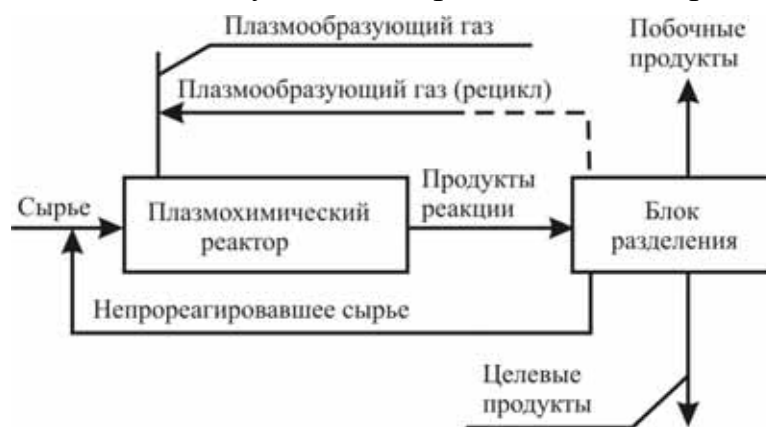 Плазмообразующий газ
Побочные
продукты
Плазмообразующий газ (рецикл)
Сырье
Плазмохимический
реактор
Продукты
реакции
Блок
разделения
Непрореагировавшее сырье
Целевые
продукты